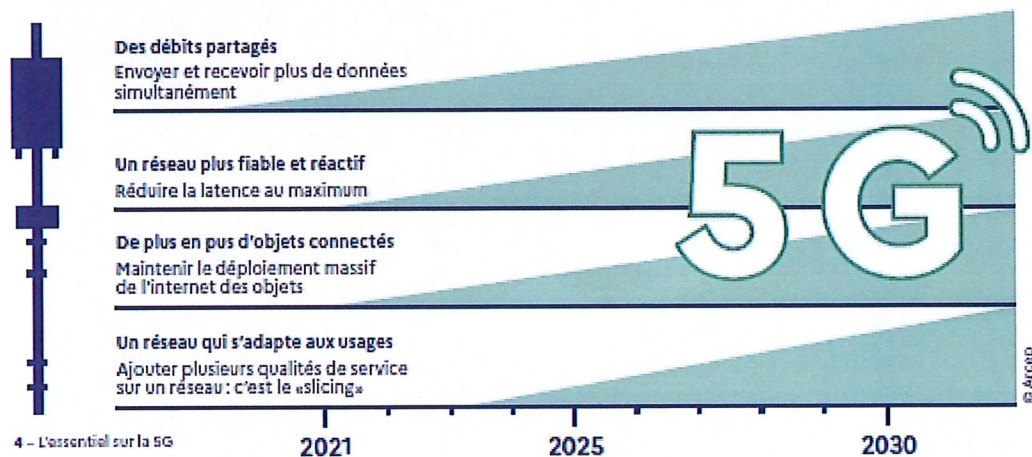 Des débits partagés
Envoyer et recevoir plus de données
simultanément
Un réseau plus fiable et réactif
Réduire la latence au maximum
De plus en pus d'objets connectés
Maintenir le déploiement massif
de l'internet des objets
Un réseau qui s'adapte aux usages
Ajouter plusieurs qualités de service
sur un réseau : c'est le «slicing»
5G
© Arcep
4 – L'essentiel sur la 5G
2021 2025 2030